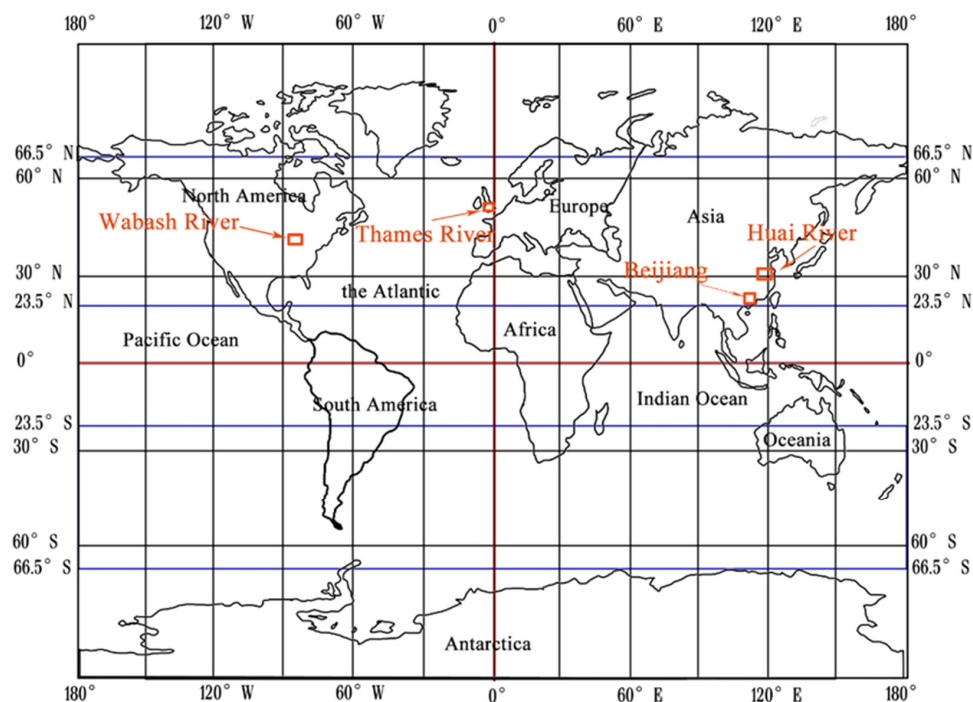 180° 120° W 60° W 0° 60° E 120° E 180°
66.5° N 66.5° N
60° N 60° N
North America Europe Asia
Wabash River Thames River Huai River
Beijiang
30° N 30° N
the Atlantic
23.5° N 23.5° N
Africa
Pacific Ocean
0° 0°
Indian Ocean
South America
23.5° S 23.5° S
Oceania
30° S 30° S
60° S 60° S
66.5° S 66.5° S
Antarctica
180° 120° W 60° W 0° 60° E 120° E 180°